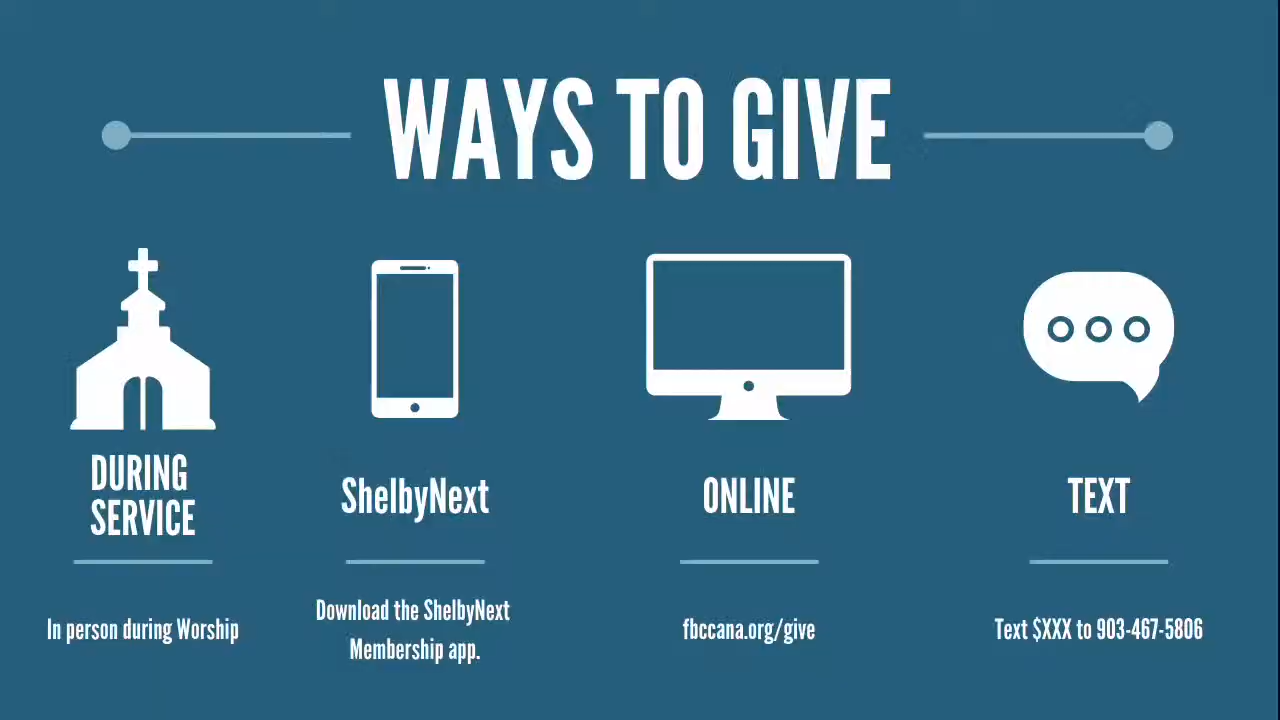 WAYS TO GIVE
DURING
SERVICE
In person during Worship
ShelbyNext
Download the ShelbyNext
Membership app.
ONLINE
fbccana.org/give
TEXT
Text $XXX to 903-467-5806